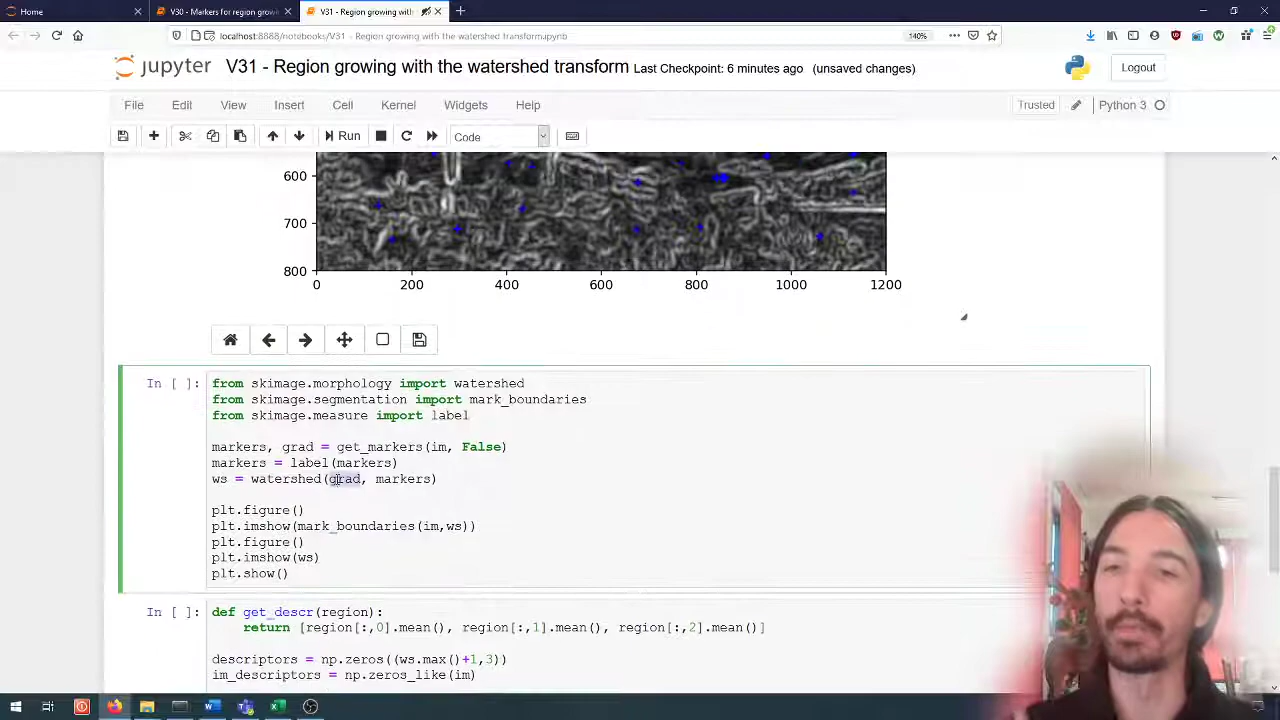 Home
V30 - Markers for region growin
V31 - Region growing with
localhost:8888/notebooks/V31 - Region growing with the watershed transform.ipynb
140%
jupyter V31 - Region growing with the watershed transform Last Checkpoint: 6 minutes ago (unsaved changes)
Logout
File Edit View Insert Cell Kernel Widgets Help
Trusted Python 3
Run Code
600
700
800
0 200 400 600 800 1000 1200
In [ ]: from skimage.morphology import watershed
from skimage.segmentation import mark_boundaries
from skimage.measure import label
markers, grad = get_markers(im, False)
markers = label(markers)
ws = watershed(grad, markers)
plt.figure()
plt.imshow(mark_boundaries(im,ws))
plt.figure()
plt.imshow(ws)
plt.show()
In [ ]: def get_descr(region):
return [region[:,0].mean(), region[:,1].mean(), region[:,2].mean()]
descriptors = np.zeros((ws.max()+1,3))
im_descriptors = np.zeros_like(im)